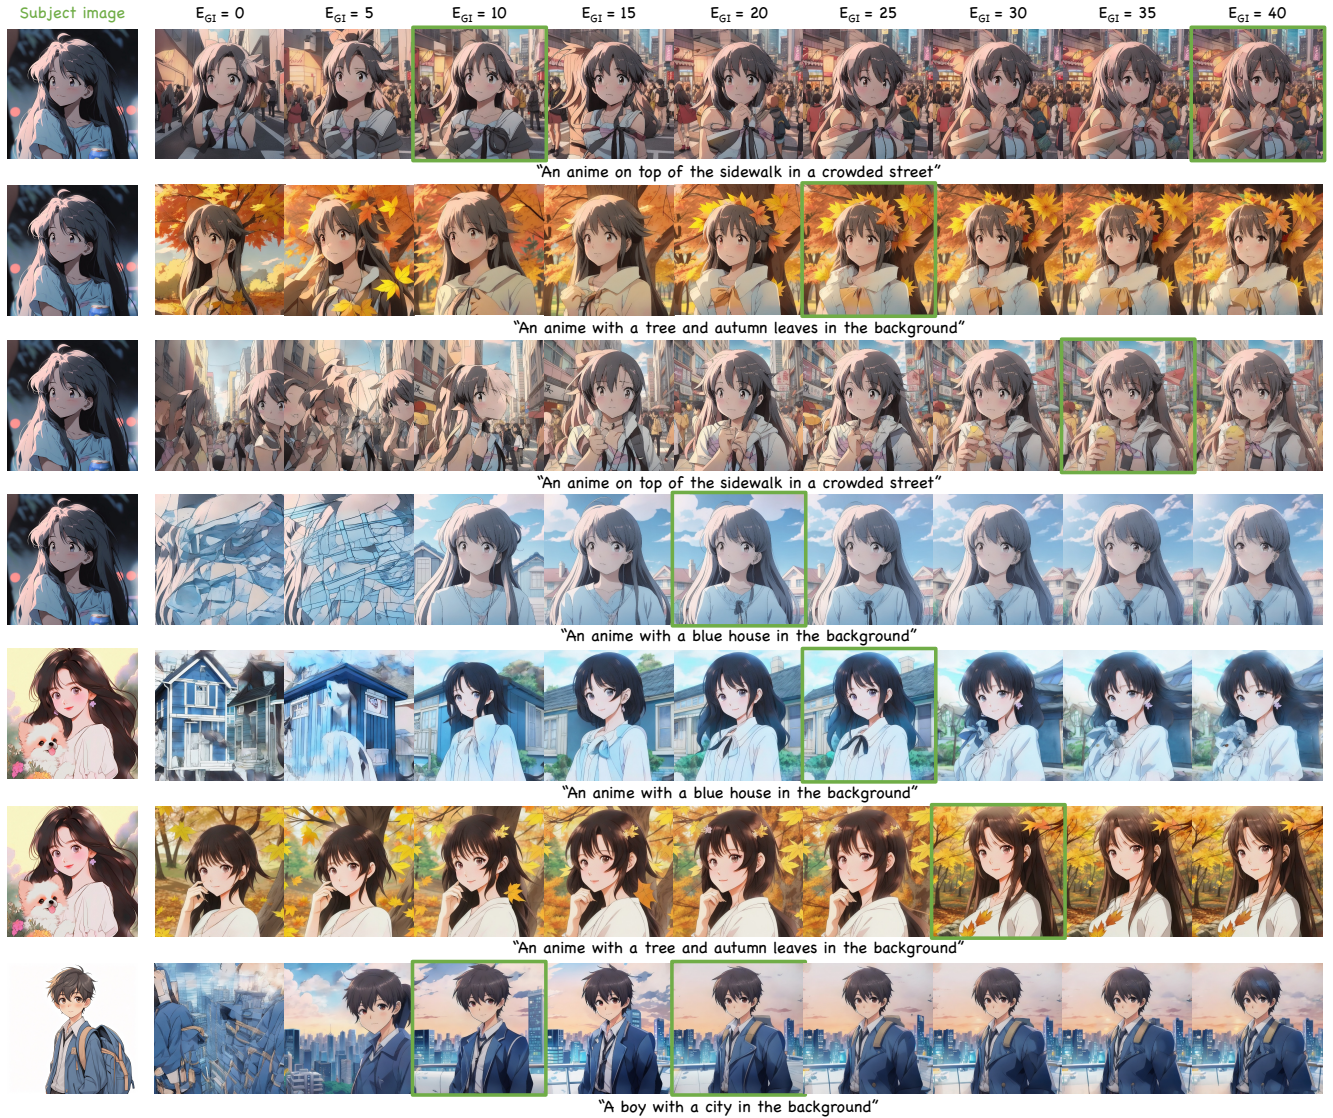 Subject image E_GI = 0 E_GI = 5 E_GI = 10 E_GI = 15 E_GI = 20 E_GI = 25 E_GI = 30 E_GI = 35 E_GI = 40
“An anime on top of the sidewalk in a crowded street”
“An anime with a tree and autumn leaves in the background”
“An anime on top of the sidewalk in a crowded street”
“An anime with a blue house in the background”
“An anime with a blue house in the background”
“An anime with a tree and autumn leaves in the background”
“A boy with a city in the background”